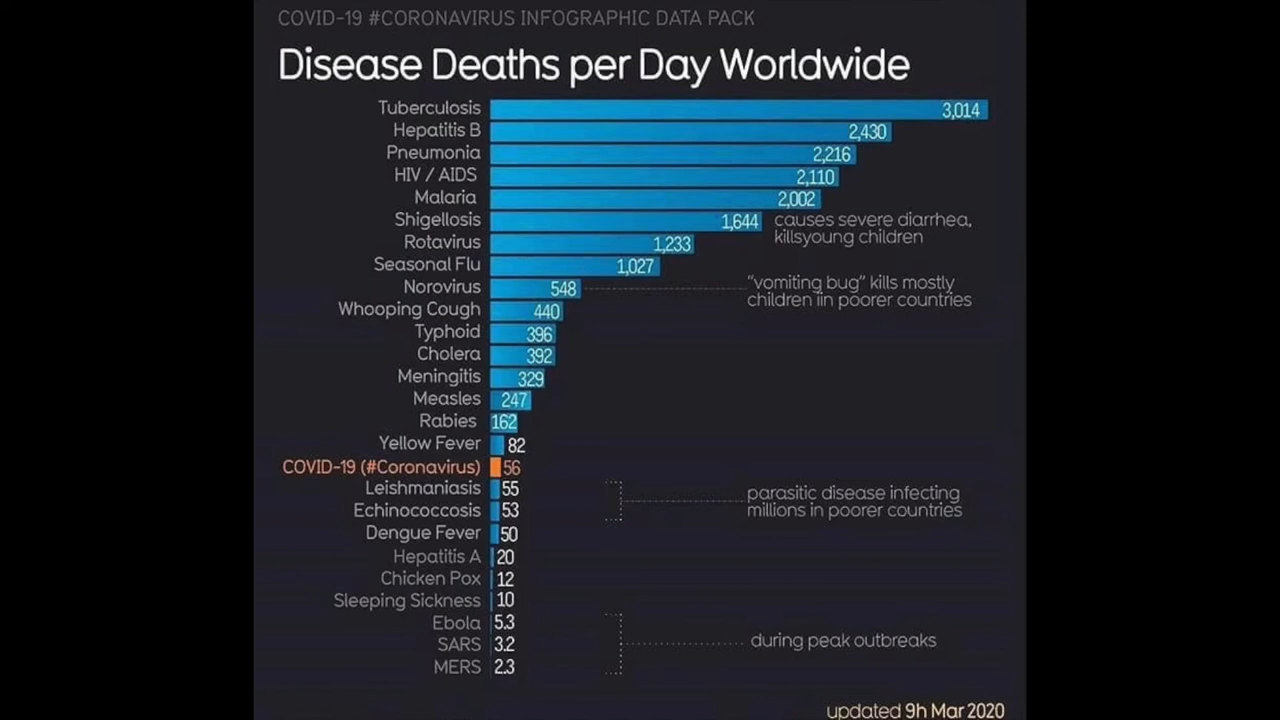 COVID-19 #CORONAVIRUS INFOGRAPHIC DATA PACK
Disease Deaths per Day Worldwide
Tuberculosis 3,014
Hepatitis B 2,430
Pneumonia 2,216
HIV / AIDS 2,110
Malaria 2,002
Shigellosis 1,644 causes severe diarrhea,
killsyoung children
Rotavirus 1,233
Seasonal Flu 1,027
Norovirus 548 "vomiting bug" kills mostly
children iin poorer countries
Whooping Cough 440
Typhoid 396
Cholera 392
Meningitis 329
Measles 247
Rabies 162
Yellow Fever 82
COVID-19 (#Coronavirus) 56
Leishmaniasis 55 parasitic disease infecting
Echinococcosis 53 millions in poorer countries
Dengue Fever 50
Hepatitis A 20
Chicken Pox 12
Sleeping Sickness 10
Ebola 5.3
SARS 3.2 during peak outbreaks
MERS 2.3
updated 9h Mar 2020